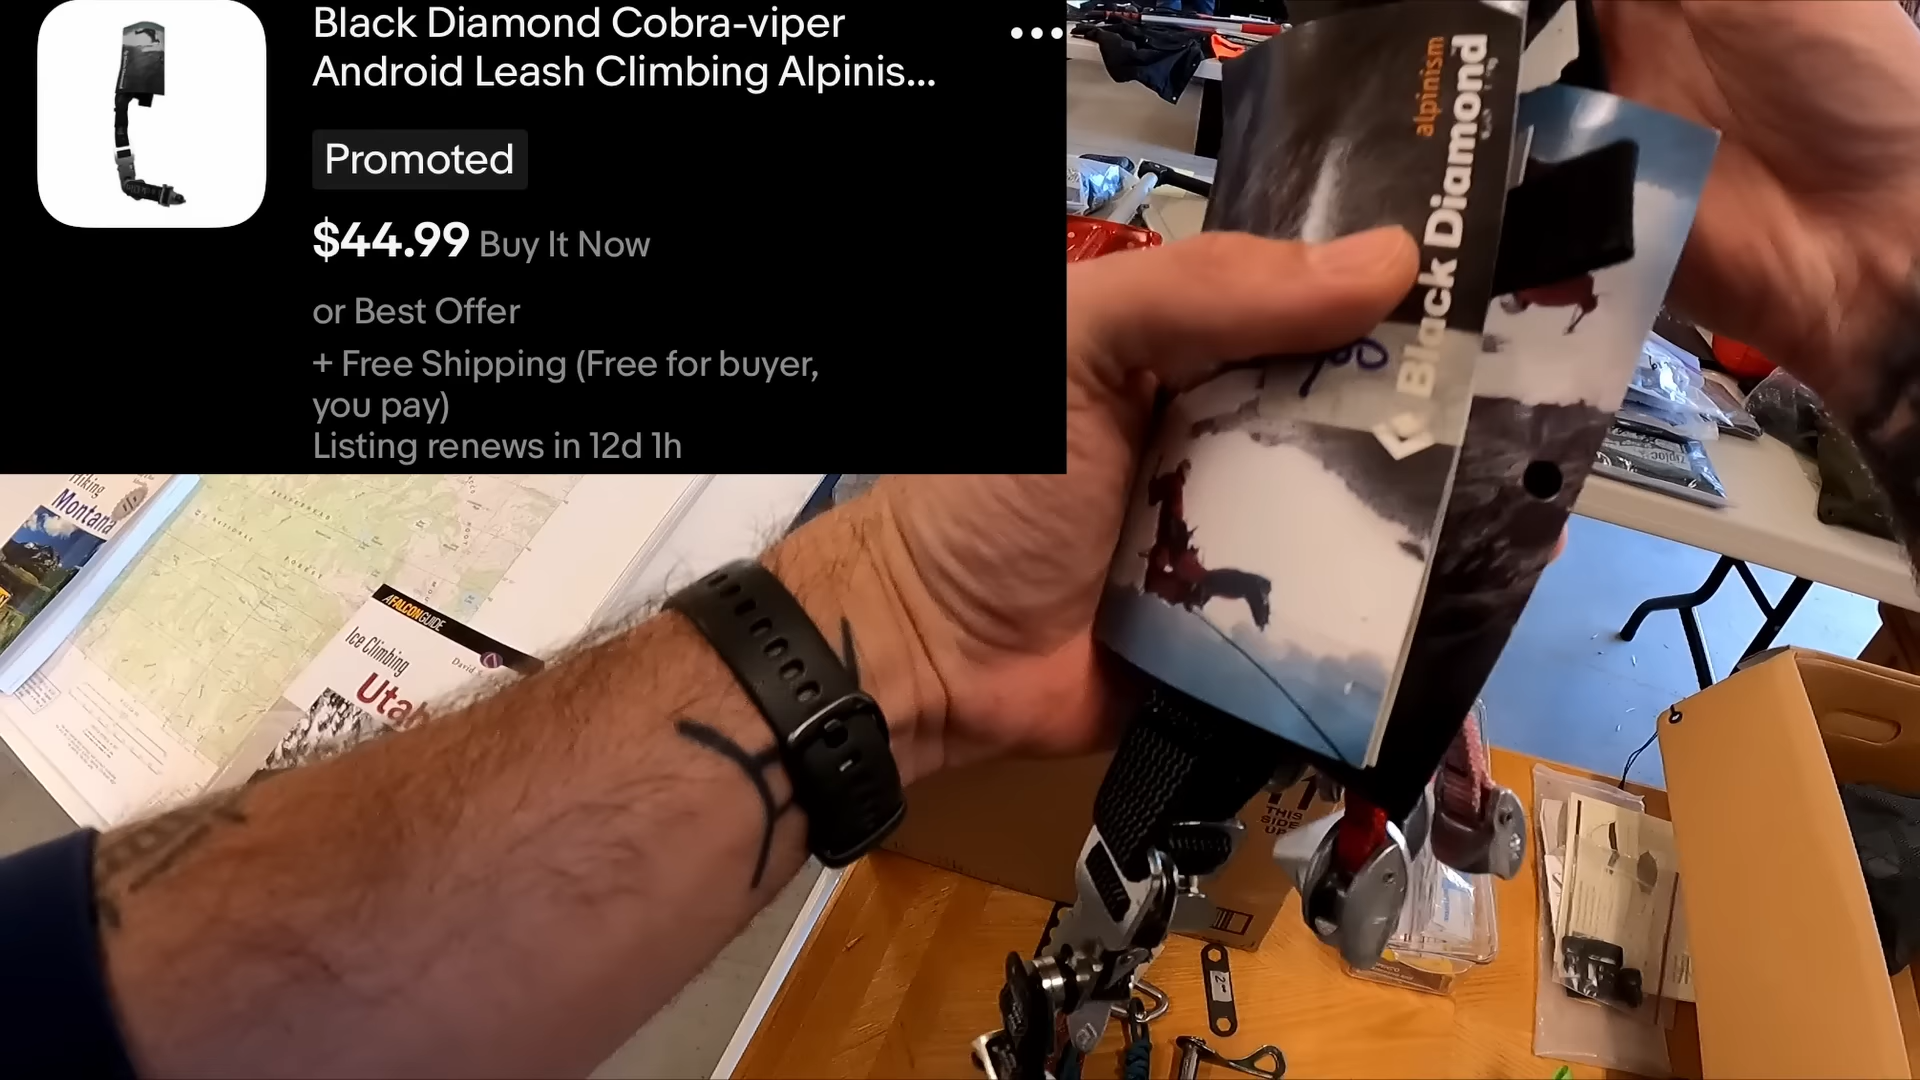 Black Diamond Cobra-viper
Android Leash Climbing Alpinis...
Promoted
$44.99 Buy It Now
or Best Offer
+ Free Shipping (Free for buyer,
you pay)
Listing renews in 12d 1h
alpinism
Black Diamond
Hiking
Montana
A FALCON GUIDE
Ice Climbing
David
Utah
THIS
SIDE
UP
Ziploc